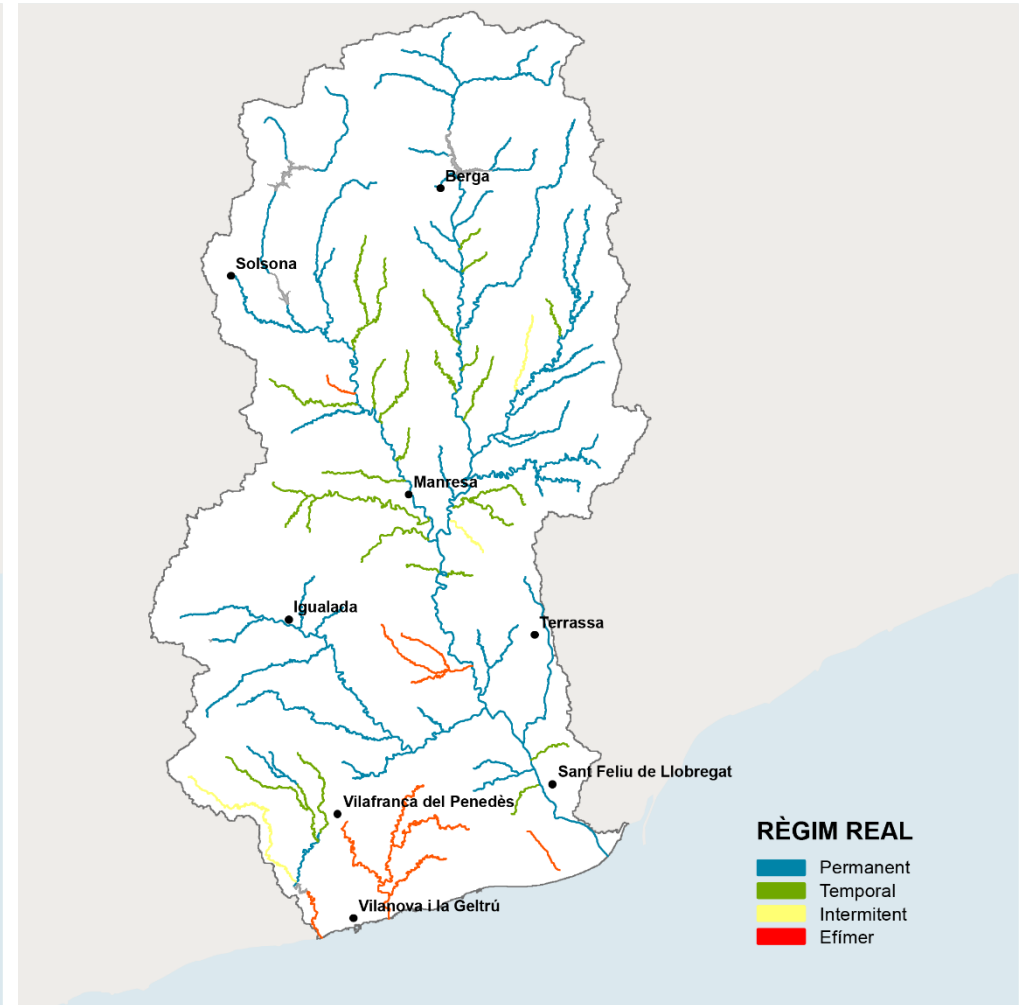 Berga
Solsona
Manresa
Igualada
Terrassa
Sant Feliu de Llobregat
Vilafranca del Penedès
Vilanova i la Geltrú
RÈGIM REAL
Permanent
Temporal
Intermitent
Efímer